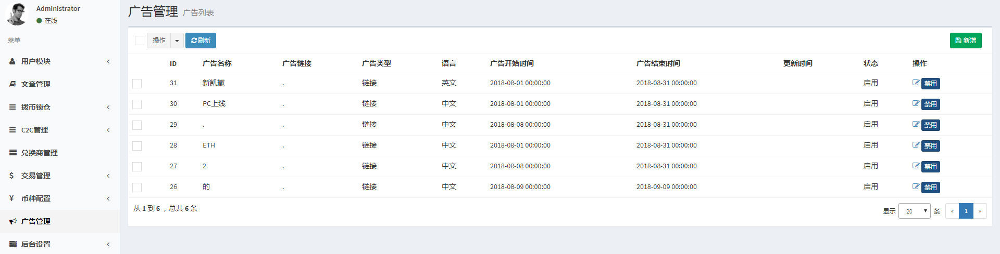 Administrator
在线
菜单
用户模块
文章管理
拨币锁仓
C2C管理
兑换商管理
交易管理
币种配置
广告管理
后台设置
广告管理 广告列表
操作 刷新 新增
ID 广告名称 广告链接 广告类型 语言 广告开始时间 广告结束时间 更新时间 状态 操作
31 新凯撒 . 链接 英文 2018-08-01 00:00:00 2018-08-31 00:00:00 启用 禁用
30 PC上线 . 链接 中文 2018-08-01 00:00:00 2018-08-31 00:00:00 启用 禁用
29 . . 链接 中文 2018-08-08 00:00:00 2018-08-31 00:00:00 启用 禁用
28 ETH . 链接 中文 2018-08-01 00:00:00 2018-08-31 00:00:00 启用 禁用
27 2 . 链接 中文 2018-08-08 00:00:00 2018-08-31 00:00:00 启用 禁用
26 的 . 链接 中文 2018-08-09 00:00:00 2018-09-09 00:00:00 启用 禁用
从 1 到 6 ，总共 6 条
显示 20 条 « 1 »